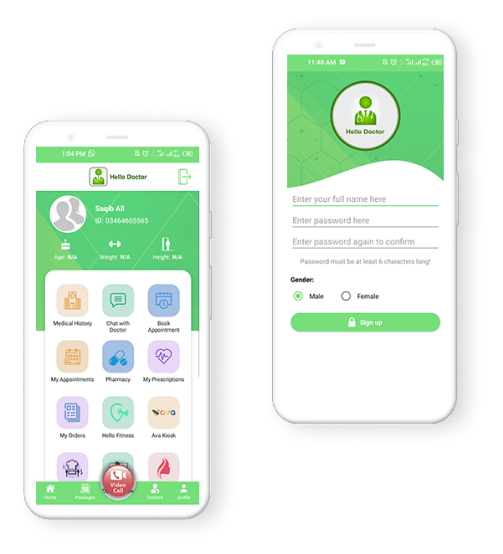 1:04 PM
Hello Doctor
Saqib Ali
ID: 03464605565
Age: N/A
Weight: N/A
Height: N/A
Medical History
Chat with
Doctor
Book
Appointment
My Appointments
Pharmacy
My Prescriptions
My Orders
Hello Fitness
ava
Ava Kiosk
Video
Call
Home
Packages
Doctors
profile
11:40 AM
Hello Doctor
Enter your full name here
Enter password here
Enter password again to confirm
Password must be at least 6 characters long!
Gender:
Male
Female
Sign up